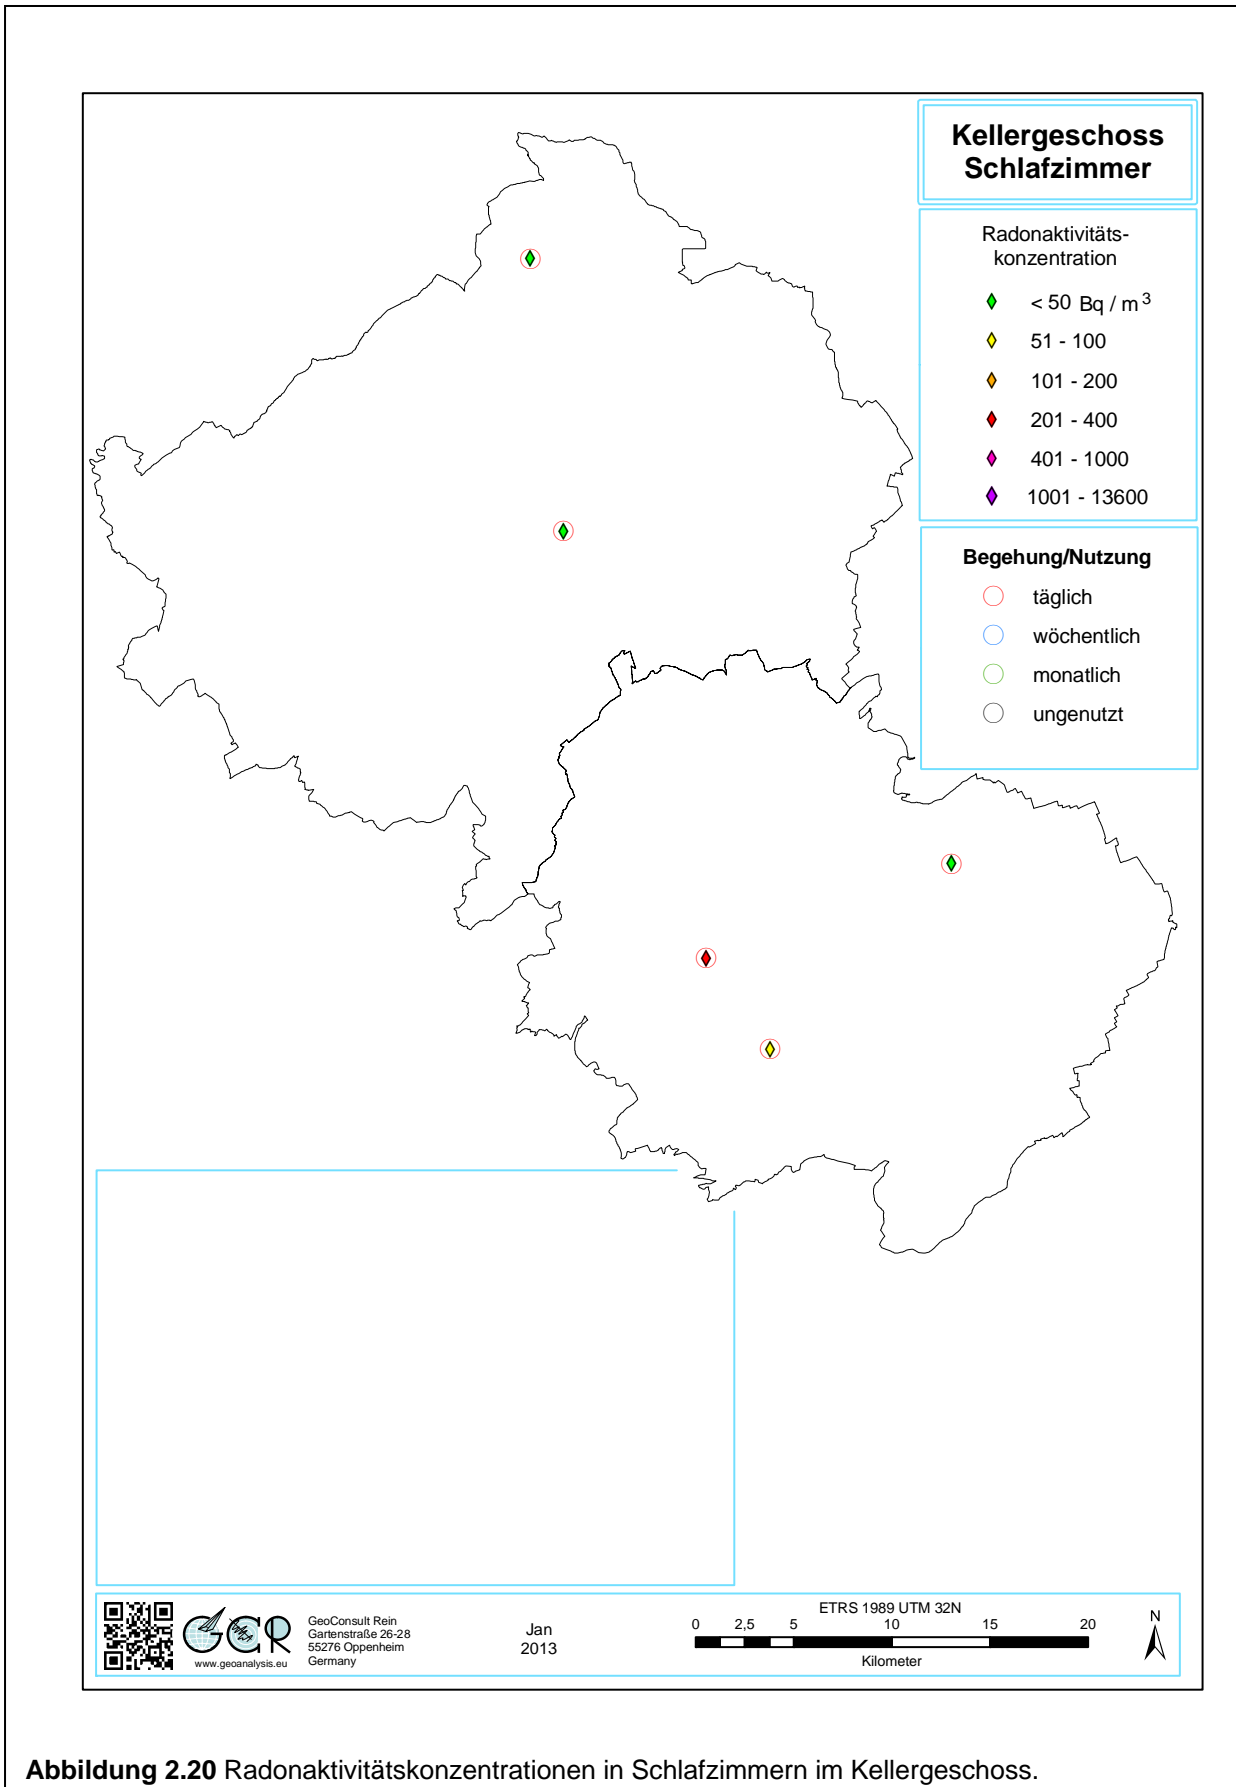 Kellergeschoss
Schlafzimmer
Radonaktivitäts-
konzentration
< 50 Bq / m³
51 - 100
101 - 200
201 - 400
401 - 1000
1001 - 13600
Begehung/Nutzung
täglich
wöchentlich
monatlich
ungenutzt
GCR
www.geoanalysis.eu
GeoConsult Rein
Gartenstraße 26-28
55276 Oppenheim
Germany
Jan
2013
ETRS 1989 UTM 32N
0 2,5 5 10 15 20
Kilometer
N
Abbildung 2.20 Radonaktivitätskonzentrationen in Schlafzimmern im Kellergeschoss.